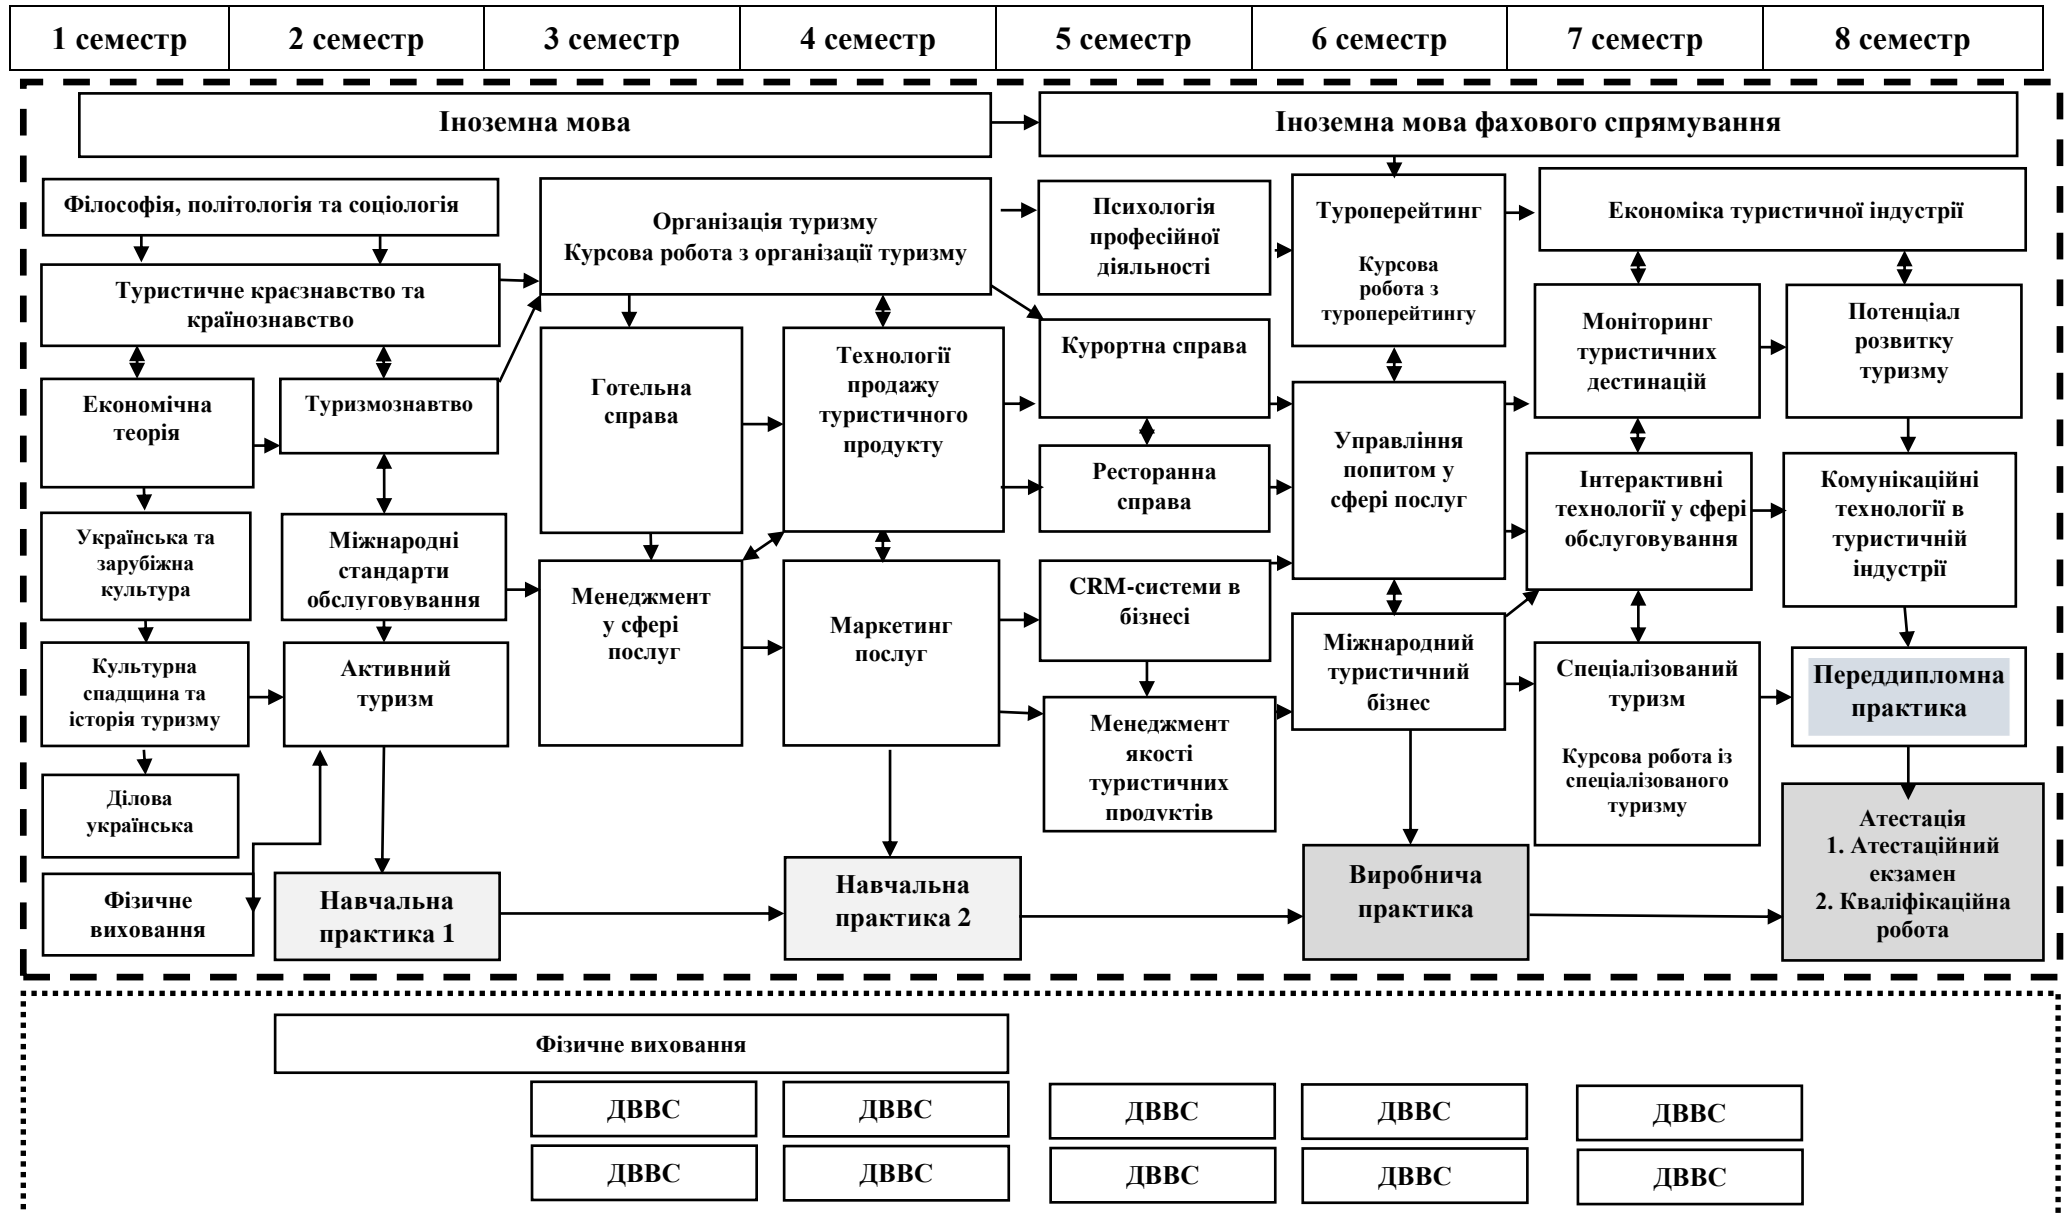 1 семестр
2 семестр
3 семестр
4 семестр
5 семестр
6 семестр
7 семестр
8 семестр
Іноземна мова
Іноземна мова фахового спрямування
Філософія, політологія та соціологія
Організація туризму
Курсова робота з організації туризму
Психологія
професійної
діяльності
Туроперейтинг
Курсова
робота з
туроперейтингу
Економіка туристичної індустрії
Туристичне краєзнавство та
країнознавство
Готельна
справа
Технології
продажу
туристичного
продукту
Курортна справа
Моніторинг
туристичних
дестинацій
Потенціал
розвитку
туризму
Економічна
теорія
Туризмознавтво
Управління
попитом у
сфері послуг
Ресторанна
справа
Інтерактивні
технології у сфері
обслуговування
Комунікаційні
технології в
туристичній
індустрії
Українська та
зарубіжна
культура
Міжнародні
стандарти
обслуговування
Менеджмент
у сфері
послуг
Маркетинг
послуг
CRM-системи в
бізнесі
Міжнародний
туристичний
бізнес
Спеціалізований
туризм
Курсова робота із
спеціалізованого
туризму
Переддипломна
практика
Культурна
спадщина та
історія туризму
Активний
туризм
Менеджмент
якості
туристичних
продуктів
Ділова
українська
Атестація
1. Атестаційний
екзамен
2. Кваліфікаційна
робота
Фізичне
виховання
Навчальна
практика 1
Навчальна
практика 2
Виробнича
практика
Фізичне виховання
ДВВС
ДВВС
ДВВС
ДВВС
ДВВС
ДВВС
ДВВС
ДВВС
ДВВС
ДВВС